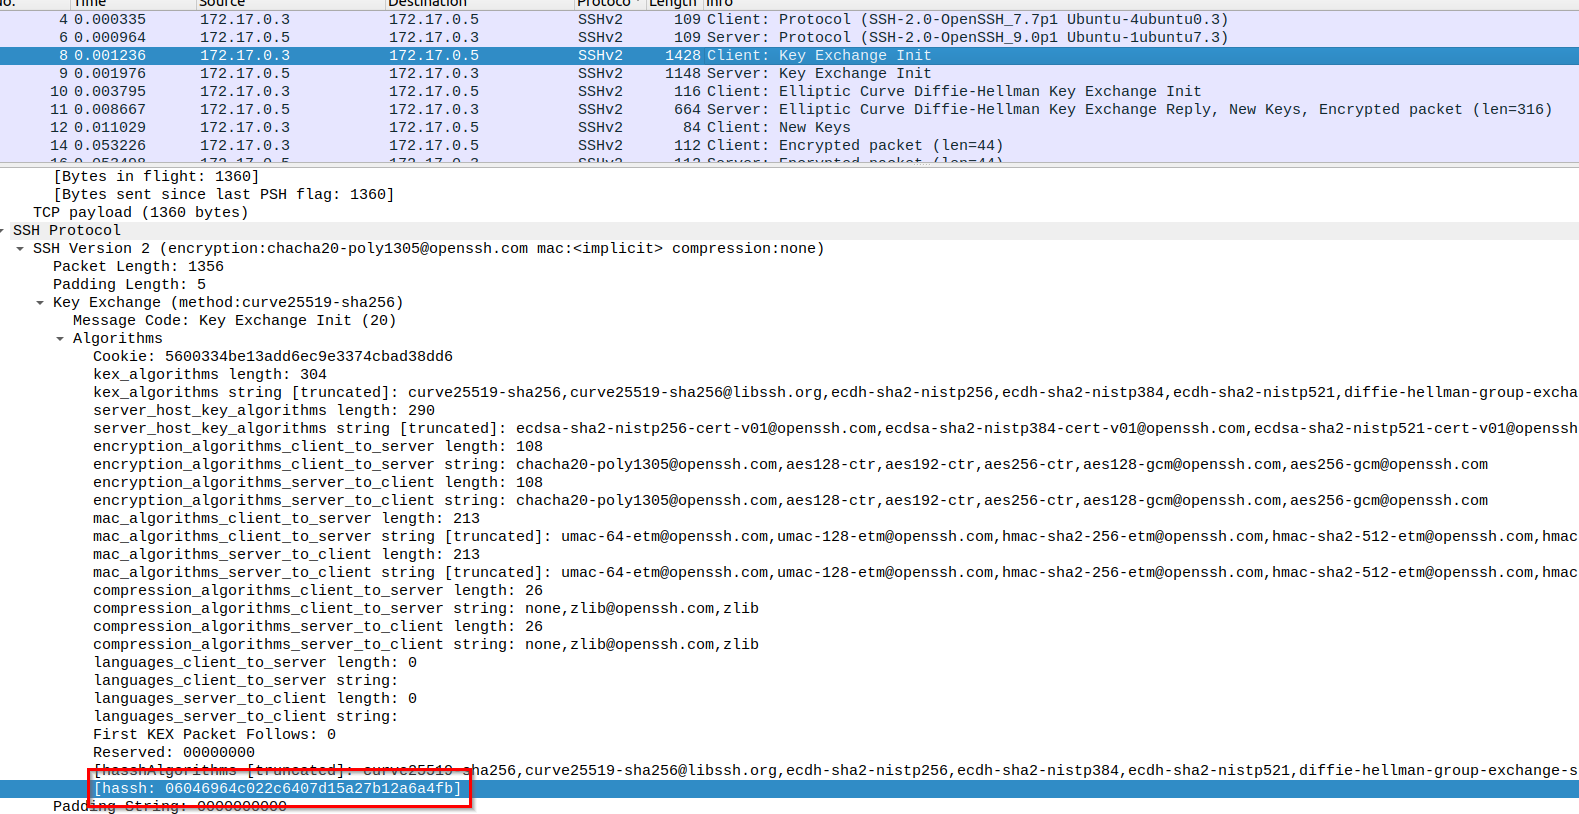 No. Time Source Destination Protoco Length Info
4 0.000335 172.17.0.3 172.17.0.5 SSHv2 109 Client: Protocol (SSH-2.0-OpenSSH_7.7p1 Ubuntu-4ubuntu0.3)
6 0.000964 172.17.0.5 172.17.0.3 SSHv2 109 Server: Protocol (SSH-2.0-OpenSSH_9.0p1 Ubuntu-1ubuntu7.3)
8 0.001236 172.17.0.3 172.17.0.5 SSHv2 1428 Client: Key Exchange Init
9 0.001976 172.17.0.5 172.17.0.3 SSHv2 1148 Server: Key Exchange Init
10 0.003795 172.17.0.3 172.17.0.5 SSHv2 116 Client: Elliptic Curve Diffie-Hellman Key Exchange Init
11 0.008667 172.17.0.5 172.17.0.3 SSHv2 664 Server: Elliptic Curve Diffie-Hellman Key Exchange Reply, New Keys, Encrypted packet (len=316)
12 0.011029 172.17.0.3 172.17.0.5 SSHv2 84 Client: New Keys
14 0.053226 172.17.0.3 172.17.0.5 SSHv2 112 Client: Encrypted packet (len=44)
16 0.053498 172.17.0.5 172.17.0.3 SSHv2 112 Server: Encrypted packet (len=44)
[Bytes in flight: 1360]
[Bytes sent since last PSH flag: 1360]
TCP payload (1360 bytes)
SSH Protocol
SSH Version 2 (encryption:chacha20-poly1305@openssh.com mac:<implicit> compression:none)
Packet Length: 1356
Padding Length: 5
Key Exchange (method:curve25519-sha256)
Message Code: Key Exchange Init (20)
Algorithms
Cookie: 5600334be13add6ec9e3374cbad38dd6
kex_algorithms length: 304
kex_algorithms string [truncated]: curve25519-sha256,curve25519-sha256@libssh.org,ecdh-sha2-nistp256,ecdh-sha2-nistp384,ecdh-sha2-nistp521,diffie-hellman-group-excha
server_host_key_algorithms length: 290
server_host_key_algorithms string [truncated]: ecdsa-sha2-nistp256-cert-v01@openssh.com,ecdsa-sha2-nistp384-cert-v01@openssh.com,ecdsa-sha2-nistp521-cert-v01@openssh
encryption_algorithms_client_to_server length: 108
encryption_algorithms_client_to_server string: chacha20-poly1305@openssh.com,aes128-ctr,aes192-ctr,aes256-ctr,aes128-gcm@openssh.com,aes256-gcm@openssh.com
encryption_algorithms_server_to_client length: 108
encryption_algorithms_server_to_client string: chacha20-poly1305@openssh.com,aes128-ctr,aes192-ctr,aes256-ctr,aes128-gcm@openssh.com,aes256-gcm@openssh.com
mac_algorithms_client_to_server length: 213
mac_algorithms_client_to_server string [truncated]: umac-64-etm@openssh.com,umac-128-etm@openssh.com,hmac-sha2-256-etm@openssh.com,hmac-sha2-512-etm@openssh.com,hmac
mac_algorithms_server_to_client length: 213
mac_algorithms_server_to_client string [truncated]: umac-64-etm@openssh.com,umac-128-etm@openssh.com,hmac-sha2-256-etm@openssh.com,hmac-sha2-512-etm@openssh.com,hmac
compression_algorithms_client_to_server length: 26
compression_algorithms_client_to_server string: none,zlib@openssh.com,zlib
compression_algorithms_server_to_client length: 26
compression_algorithms_server_to_client string: none,zlib@openssh.com,zlib
languages_client_to_server length: 0
languages_client_to_server string:
languages_server_to_client length: 0
languages_server_to_client string:
First KEX Packet Follows: 0
Reserved: 00000000
[hasshAlgorithms [truncated]: curve25519-sha256,curve25519-sha256@libssh.org,ecdh-sha2-nistp256,ecdh-sha2-nistp384,ecdh-sha2-nistp521,diffie-hellman-group-exchange-s
[hassh: 06046964c022c6407d15a27b12a6a4fb]
Padding String: 0000000000